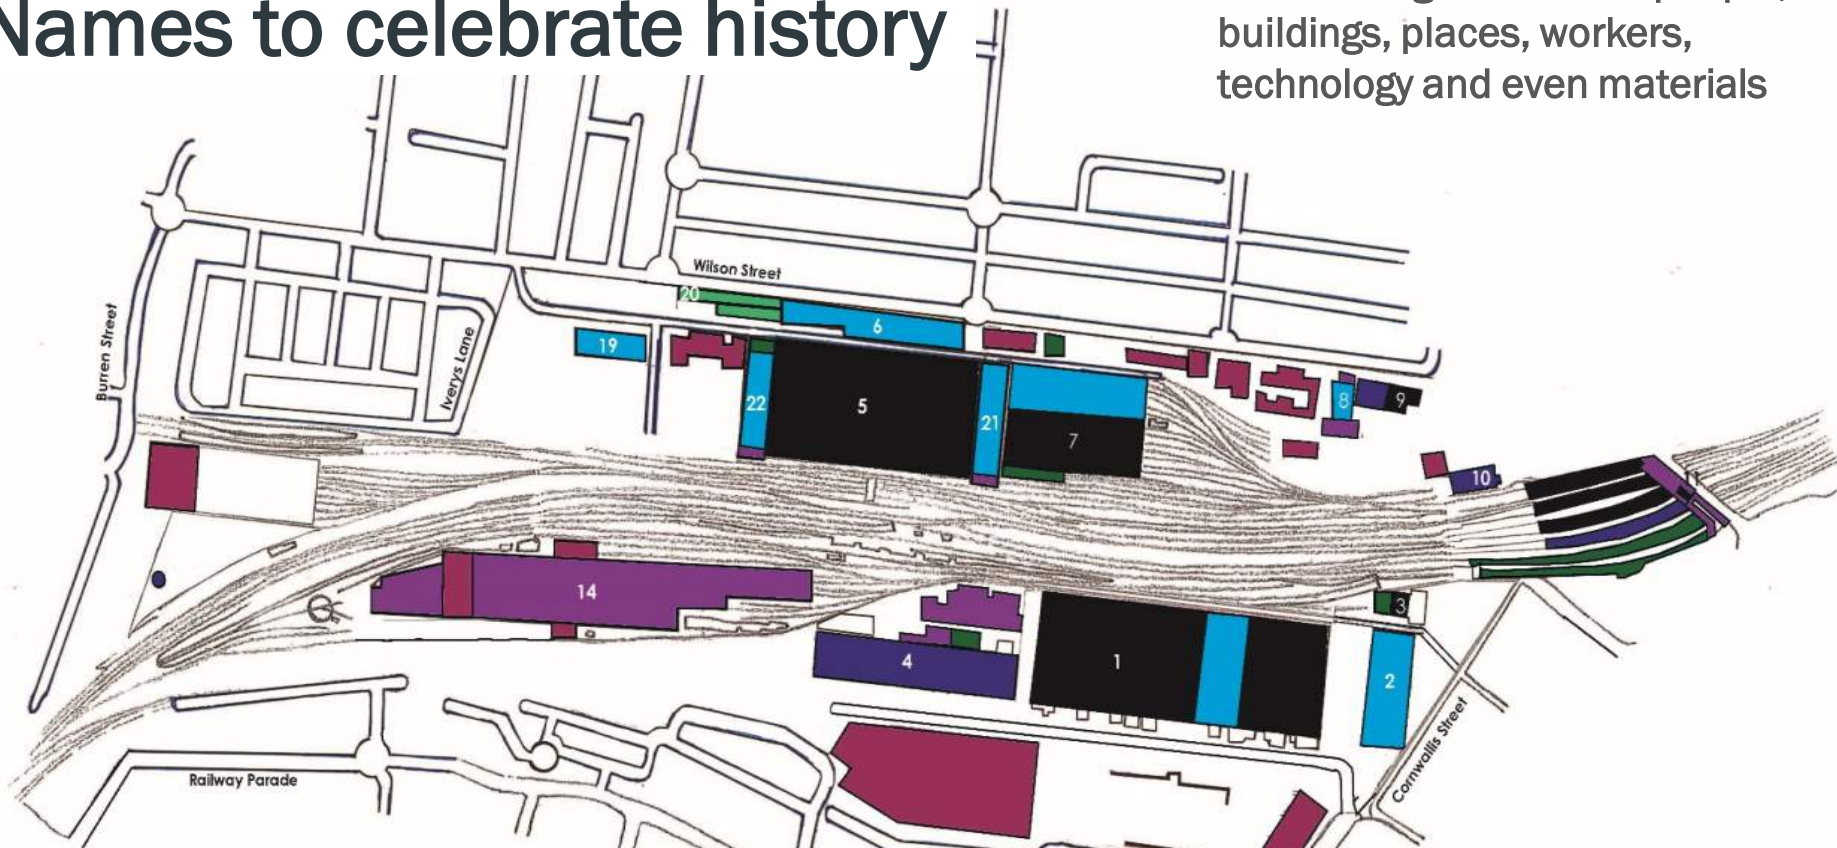 Names to celebrate history
buildings, places, workers,
technology and even materials
Wilson Street
20
6
19
Burren Street
Iverys Lane
22
5
21
7
8
9
10
14
3
4
1
2
Cornwallis Street
Railway Parade